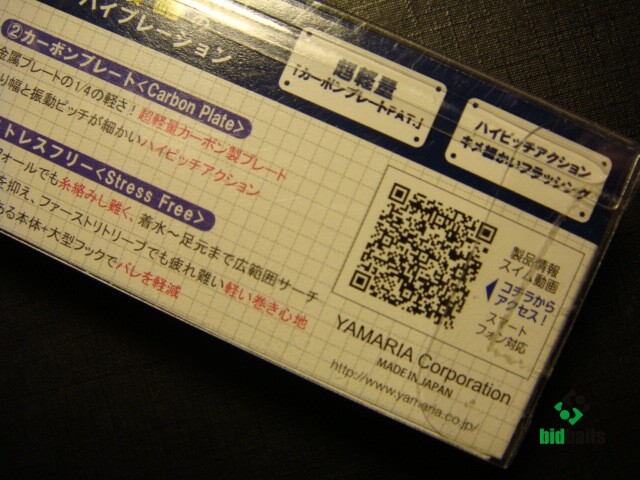 バイブレーション
②カーボンプレート<Carbon Plate>
金属プレートの1/4の軽さ!超軽量カーボン製プレート
り幅と振動ピッチが細かいハイピッチアクション
トレスフリー<Stress Free>
フォールでも糸絡みし難く、着水～足元まで広範囲サーチ
を抑え、ファーストリトリーブでも疲れ難い軽い巻き心地
ある本体+大型フックでバレを軽減
超軽量
「カーボンプレートFAT」
ハイピッチアクション
キメ細かいフラッシング
製品情報
スイム動画
コチラから
アクセス!
スマート
フォン対応
YAMARIA Corporation
MADE IN JAPAN
http://www.yamaria.co.jp/
bidbaits